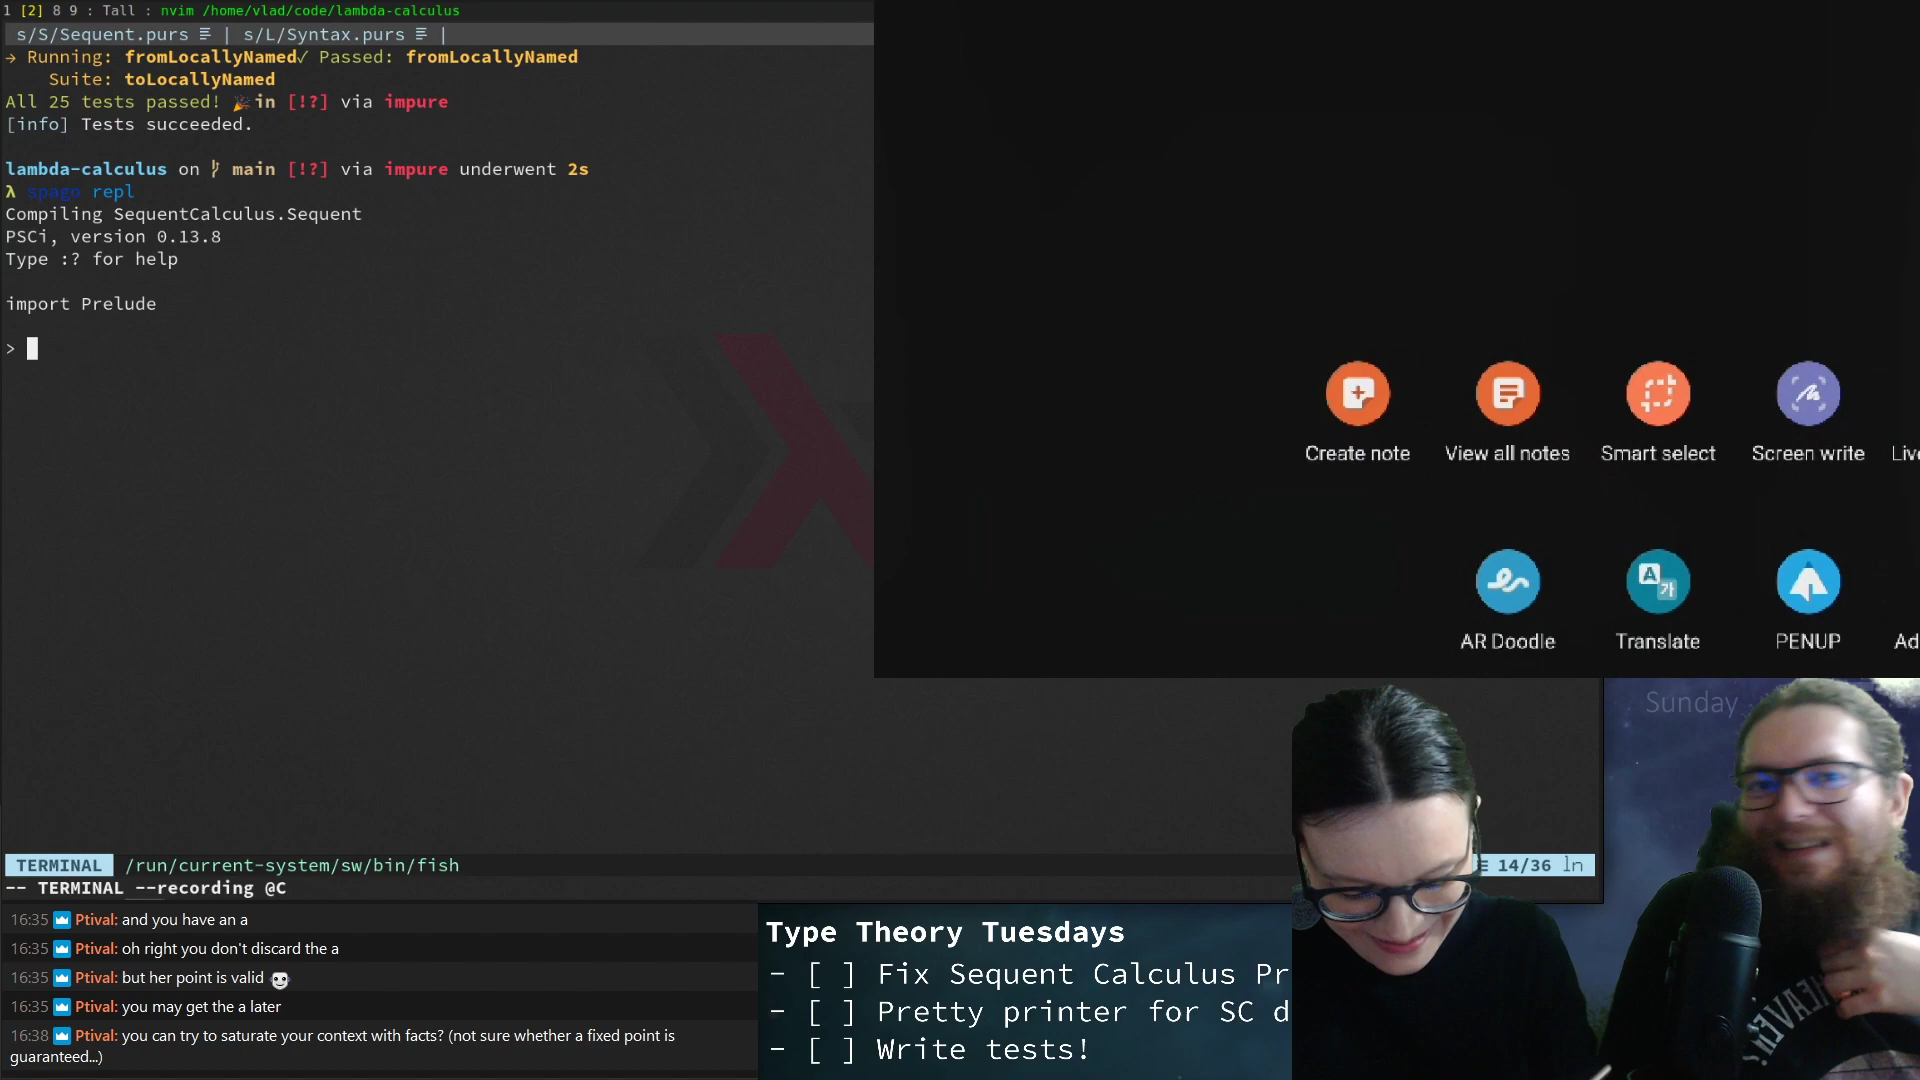 1 [2] 8 9 : Tall : nvim /home/vlad/code/lambda-calculus
s/S/Sequent.purs | s/L/Syntax.purs |
→ Running: fromLocallyNamed✓ Passed: fromLocallyNamed
Suite: toLocallyNamed
All 25 tests passed! 🎉in [!?] via impure
[info] Tests succeeded.
lambda-calculus on main [!?] via impure underwent 2s
λ spago repl
Compiling SequentCalculus.Sequent
PSCi, version 0.13.8
Type :? for help
import Prelude
>
Create note
View all notes
Smart select
Screen write
Live
AR Doodle
Translate
PENUP
Ad
Sunday
TERMINAL /run/current-system/sw/bin/fish
14/36 ln
-- TERMINAL --recording @C
16:35 Ptival: and you have an a
16:35 Ptival: oh right you don't discard the a
16:35 Ptival: but her point is valid
16:35 Ptival: you may get the a later
16:38 Ptival: you can try to saturate your context with facts? (not sure whether a fixed point is
guaranteed...)
Type Theory Tuesdays
- [ ] Fix Sequent Calculus Pr
- [ ] Pretty printer for SC d
- [ ] Write tests!